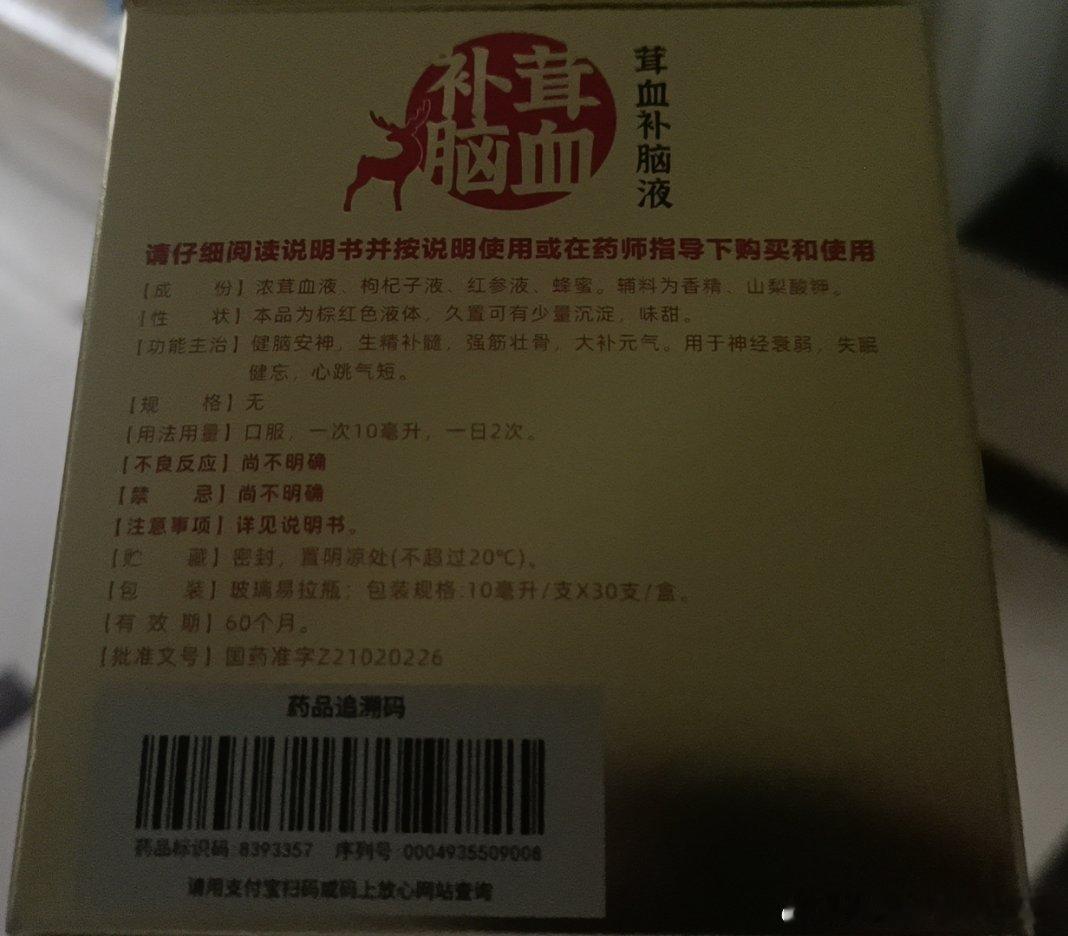 茸血
补脑
茸血补脑液
请仔细阅读说明书并按说明使用或在药师指导下购买和使用
【成 份】浓茸血液、枸杞子液、红参液、蜂蜜。辅料为香精、山梨酸钾。
【性 状】本品为棕红色液体，久置可有少量沉淀，味甜。
【功能主治】健脑安神，生精补髓，强筋壮骨，大补元气。用于神经衰弱，失眠
健忘，心跳气短。
【规 格】无
【用法用量】口服，一次10毫升，一日2次。
【不良反应】尚不明确
【禁 忌】尚不明确
【注意事项】详见说明书。
【贮 藏】密封，置阴凉处(不超过20℃)。
【包 装】玻璃易拉瓶；包装规格:10毫升/支X30支/盒。
【有 效 期】60个月。
【批准文号】国药准字Z21020226
药品追溯码
药品标识码 8393357 序列号 0004935509008
请用支付宝扫码或码上放心网站查询